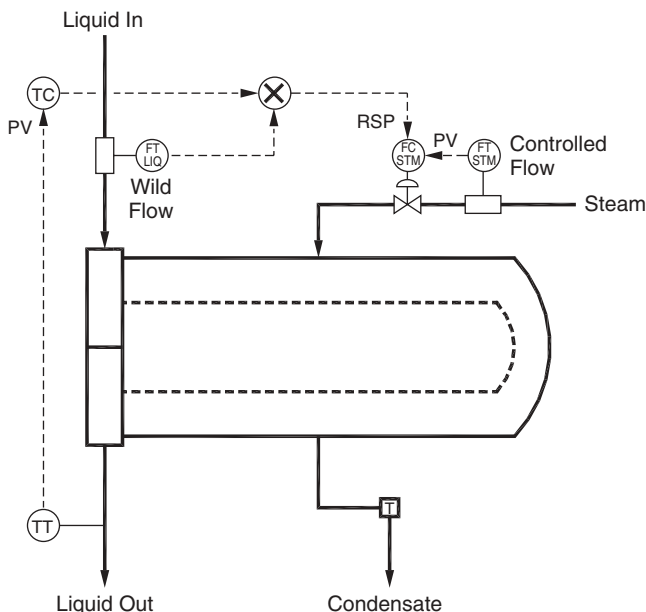 Liquid In
TC
PV
FT
LIQ
Wild
Flow
RSP
FC
STM
PV
FT
STM
Controlled
Flow
Steam
TT
T
Liquid Out
Condensate